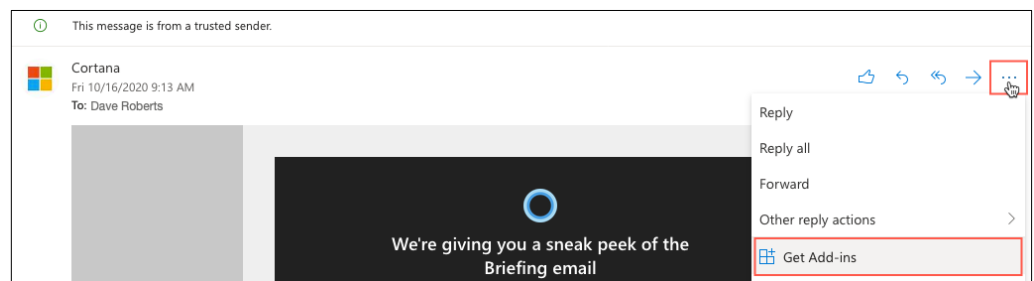 This message is from a trusted sender.
Cortana
Fri 10/16/2020 9:13 AM
To: Dave Roberts
Reply
Reply all
Forward
Other reply actions
Get Add-ins
We're giving you a sneak peek of the
Briefing email